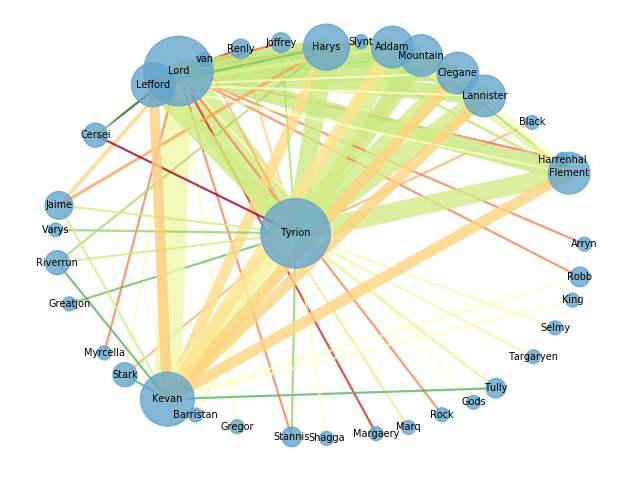 Joffrey
Slynt
Renly
Harys
Addam
van
Mountain
Lord
Clegane
Lefford
Lannister
Black
Cersei
Harrenhal
Flement
Jaime
Varys
Tyrion
Arryn
Riverrun
Robb
Greatjon
King
Selmy
Myrcella
Targaryen
Stark
Tully
Kevan
Gods
Barristan
Rock
Gregor
Marq
Stannis
Shagga
Margaery